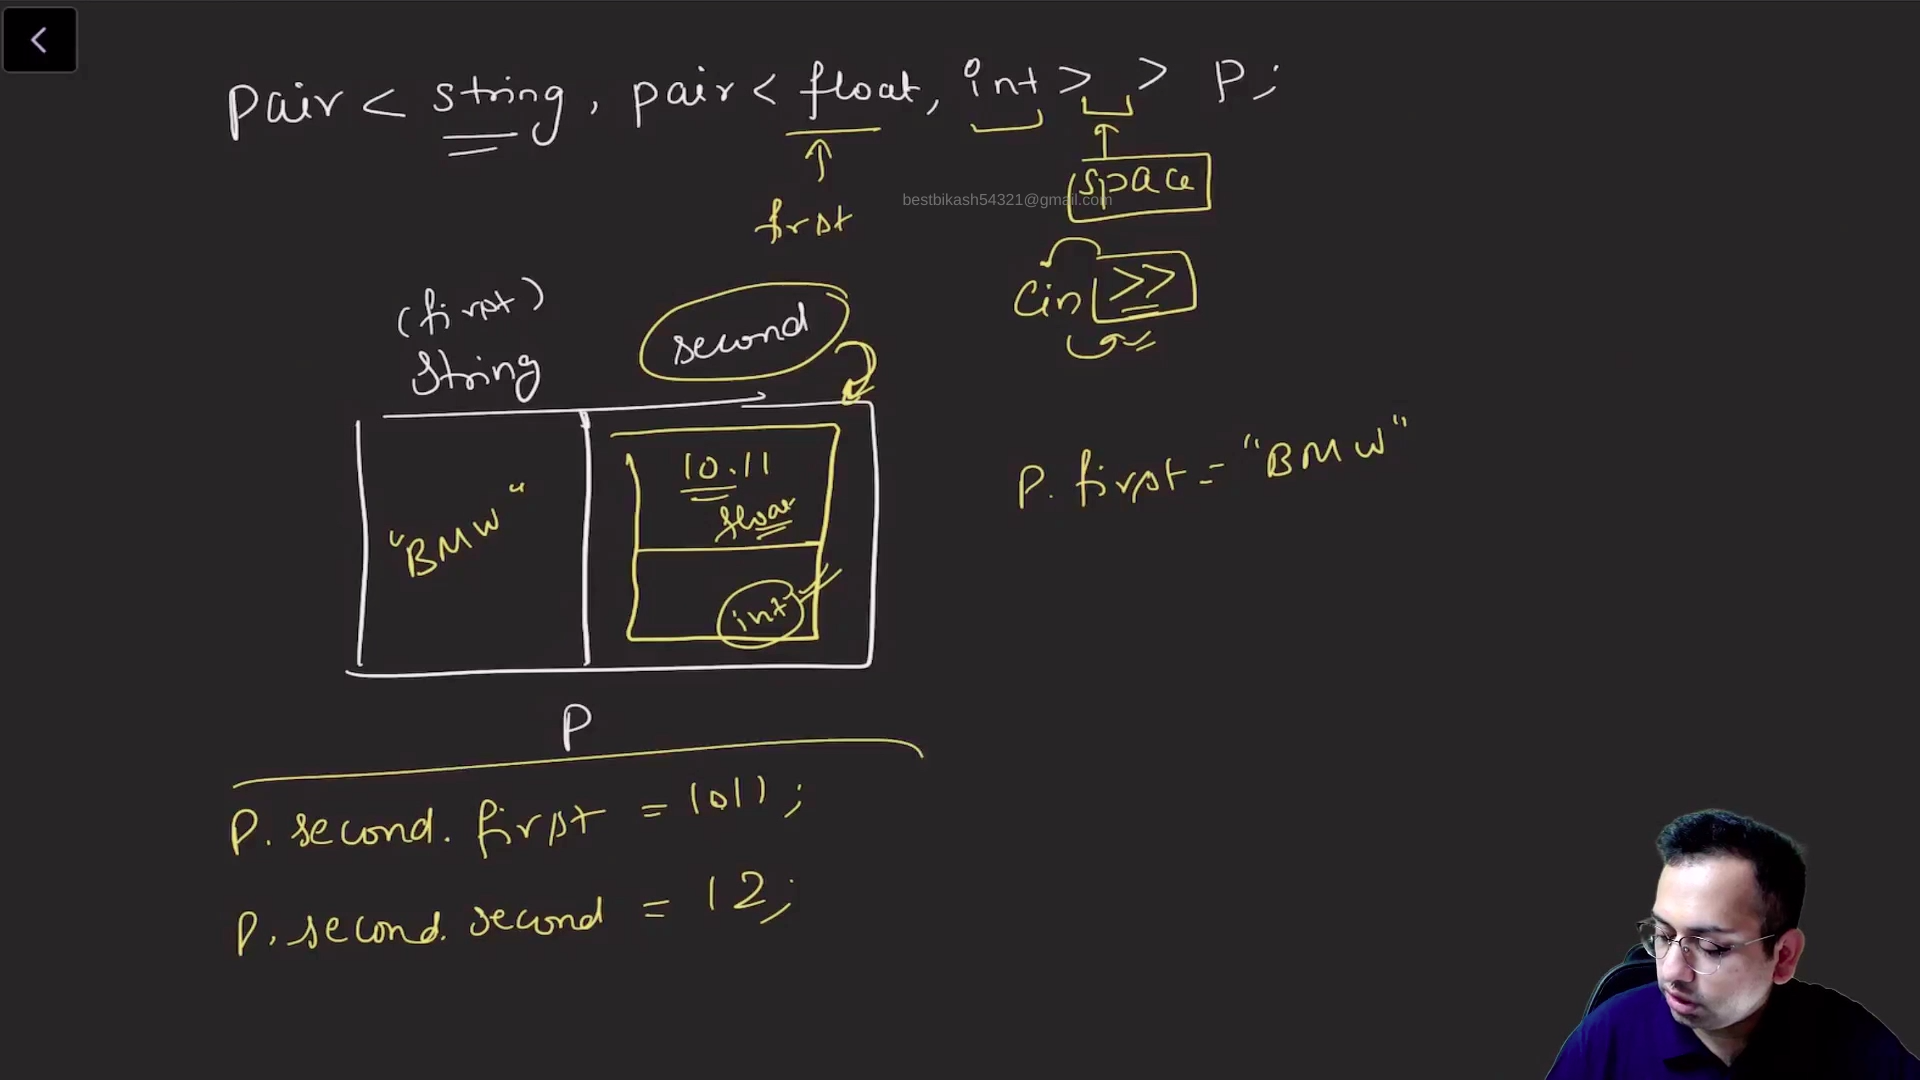 pair < string, pair < float, int > > P;
space
bestbikash54321@gmail.com
first
cin >>
(first)
second
string
P.first = "BMW"
10.11
float
"BMW"
int
P
P.second.first = 1011;
P.second.second = 12;